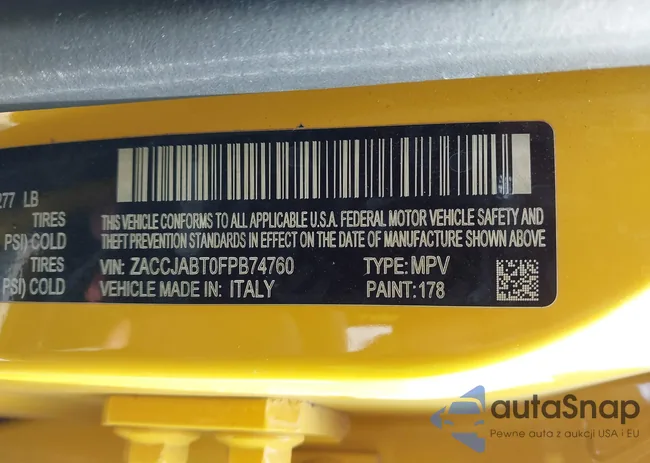 277 LB
TIRES
PSI) COLD
TIRES
PSI) COLD
THIS VEHICLE CONFORMS TO ALL APPLICABLE U.S.A. FEDERAL MOTOR VEHICLE SAFETY AND
THEFT PREVENTION STANDARDS IN EFFECT ON THE DATE OF MANUFACTURE SHOWN ABOVE.
VIN: ZACCJABT0FPB74760 TYPE: MPV
VEHICLE MADE IN: ITALY PAINT: 178
autaSnap
Pewne auta z aukcji USA i EU